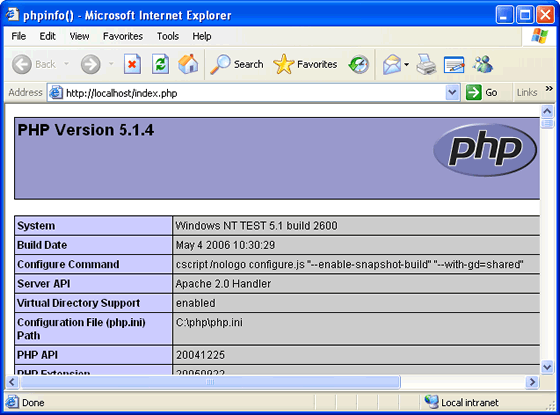 phpinfo() - Microsoft Internet Explorer
File Edit View Favorites Tools Help
Back Search Favorites
Address http://localhost/index.php Go Links »
PHP Version 5.1.4
php
System Windows NT TEST 5.1 build 2600
Build Date May 4 2006 10:30:29
Configure Command cscript /nologo configure.js "--enable-snapshot-build" "--with-gd=shared"
Server API Apache 2.0 Handler
Virtual Directory Support enabled
Configuration File (php.ini) C:\php\php.ini
Path
PHP API 20041225
PHP Extension 20050922
Done Local intranet